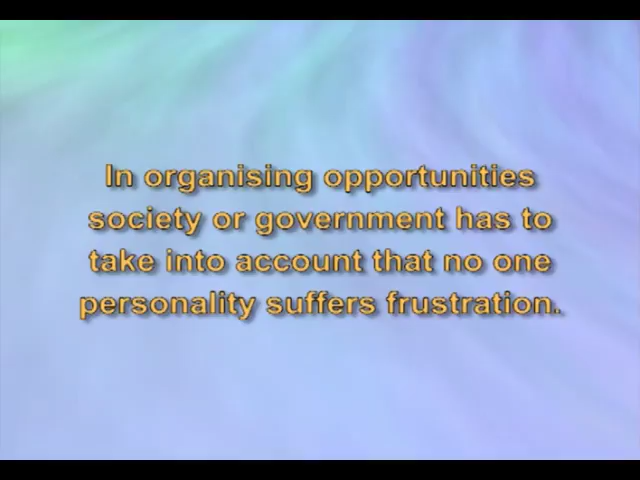 In organising opportunities
society or government has to
take into account that no one
personality suffers frustration.